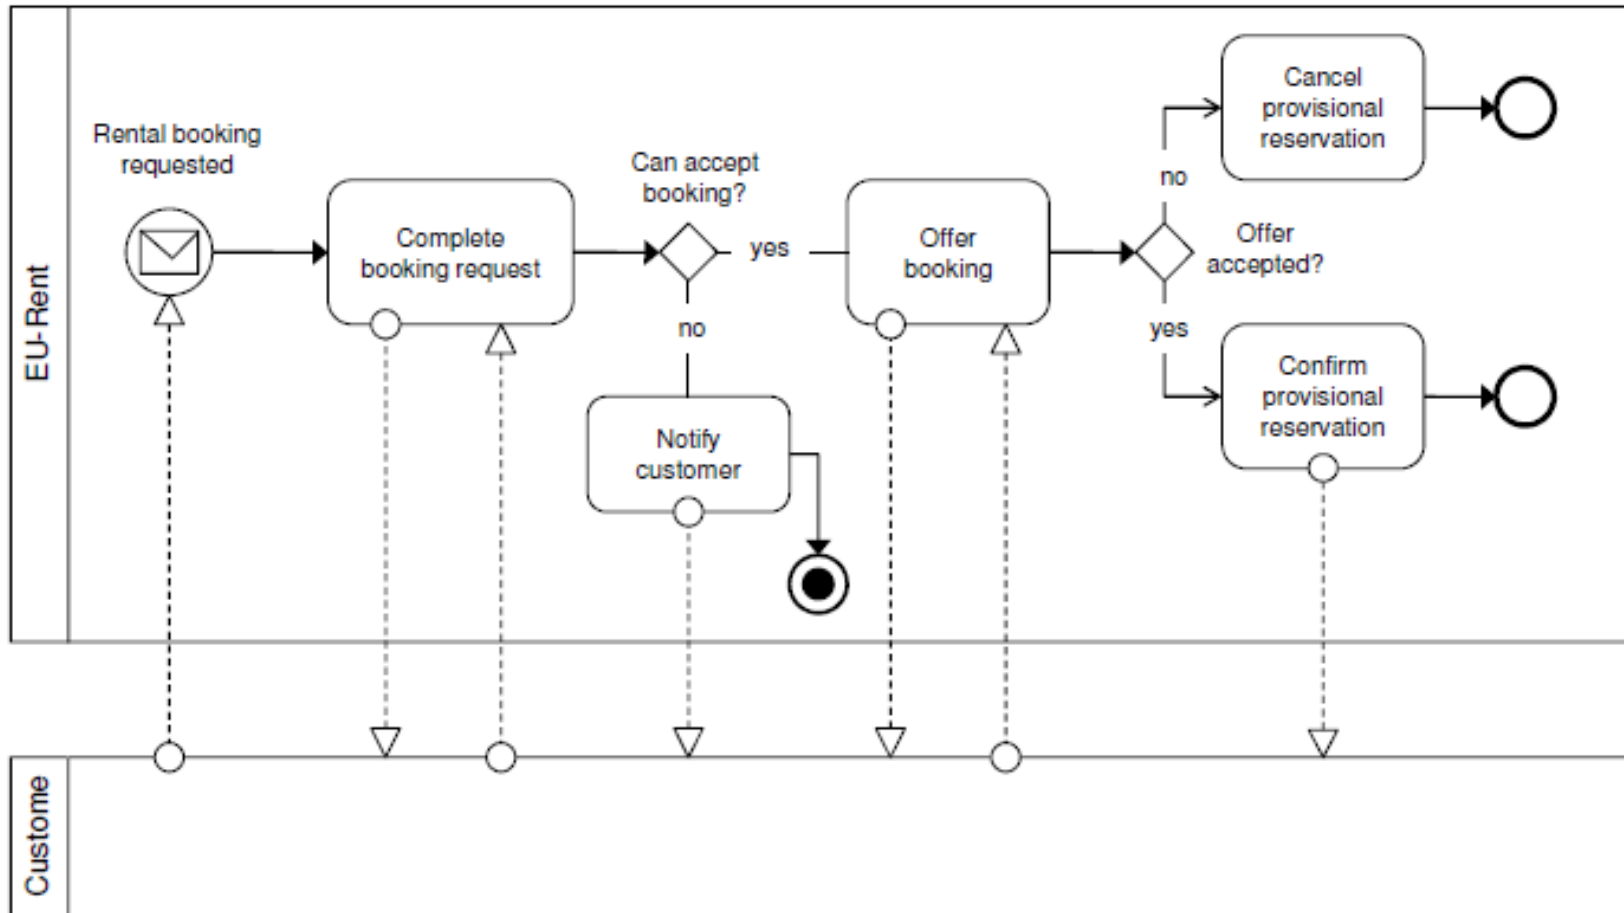 EU-Rent
Rental booking
requested
Complete
booking request
Can accept
booking?
yes
no
Notify
customer
Offer
booking
Offer
accepted?
no
yes
Cancel
provisional
reservation
Confirm
provisional
reservation
Custome